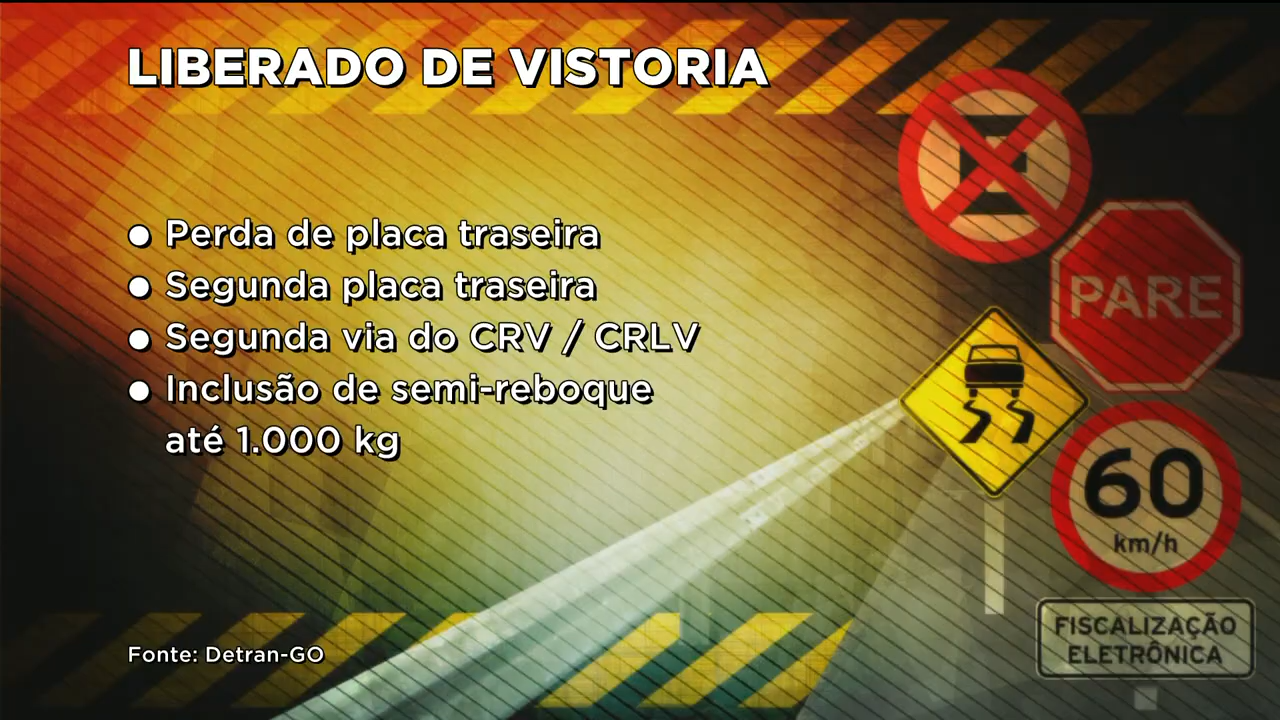 LIBERADO DE VISTORIA
● Perda de placa traseira
● Segunda placa traseira
● Segunda via do CRV / CRLV
● Inclusão de semi-reboque
até 1.000 kg
Fonte: Detran-GO
E
PARE
60
km/h
FISCALIZAÇÃO
ELETRÔNICA